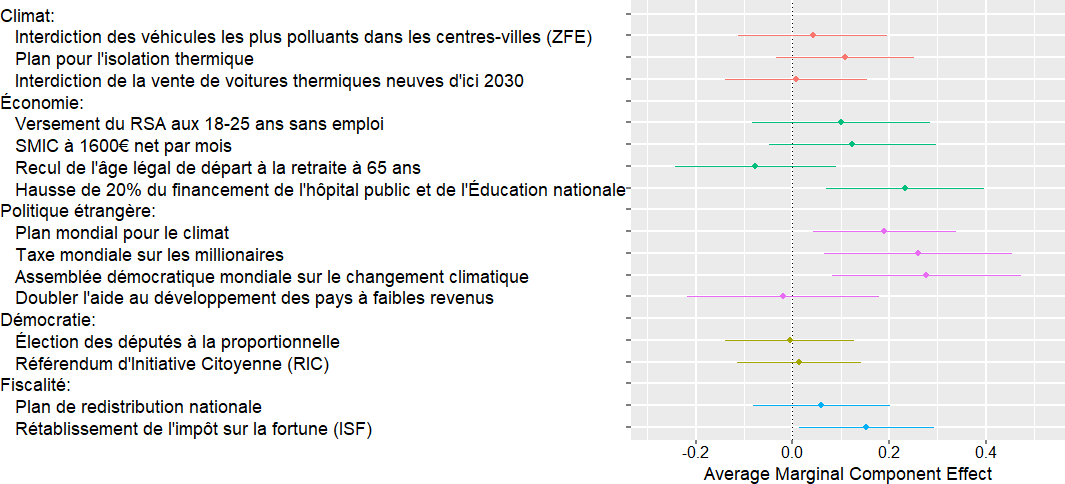 Climat:
Interdiction des véhicules les plus polluants dans les centres-villes (ZFE)
Plan pour l'isolation thermique
Interdiction de la vente de voitures thermiques neuves d'ici 2030
Économie:
Versement du RSA aux 18-25 ans sans emploi
SMIC à 1600€ net par mois
Recul de l'âge légal de départ à la retraite à 65 ans
Hausse de 20% du financement de l'hôpital public et de l'Éducation nationale
Politique étrangère:
Plan mondial pour le climat
Taxe mondiale sur les millionaires
Assemblée démocratique mondiale sur le changement climatique
Doubler l'aide au développement des pays à faibles revenus
Démocratie:
Élection des députés à la proportionnelle
Référendum d'Initiative Citoyenne (RIC)
Fiscalité:
Plan de redistribution nationale
Rétablissement de l'impôt sur la fortune (ISF)
-0.2 0.0 0.2 0.4
Average Marginal Component Effect